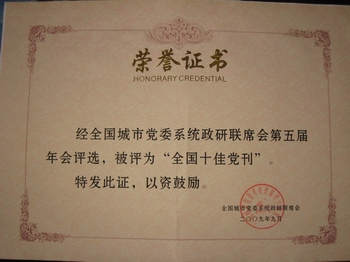 荣誉证书
HONORARY CREDENTIAL
经全国城市党委系统政研联席会第五届
年会评选，被评为“全国十佳党刊”。
特发此证，以资鼓励。
全国城市党委系统政研联席会
二〇〇九年九月